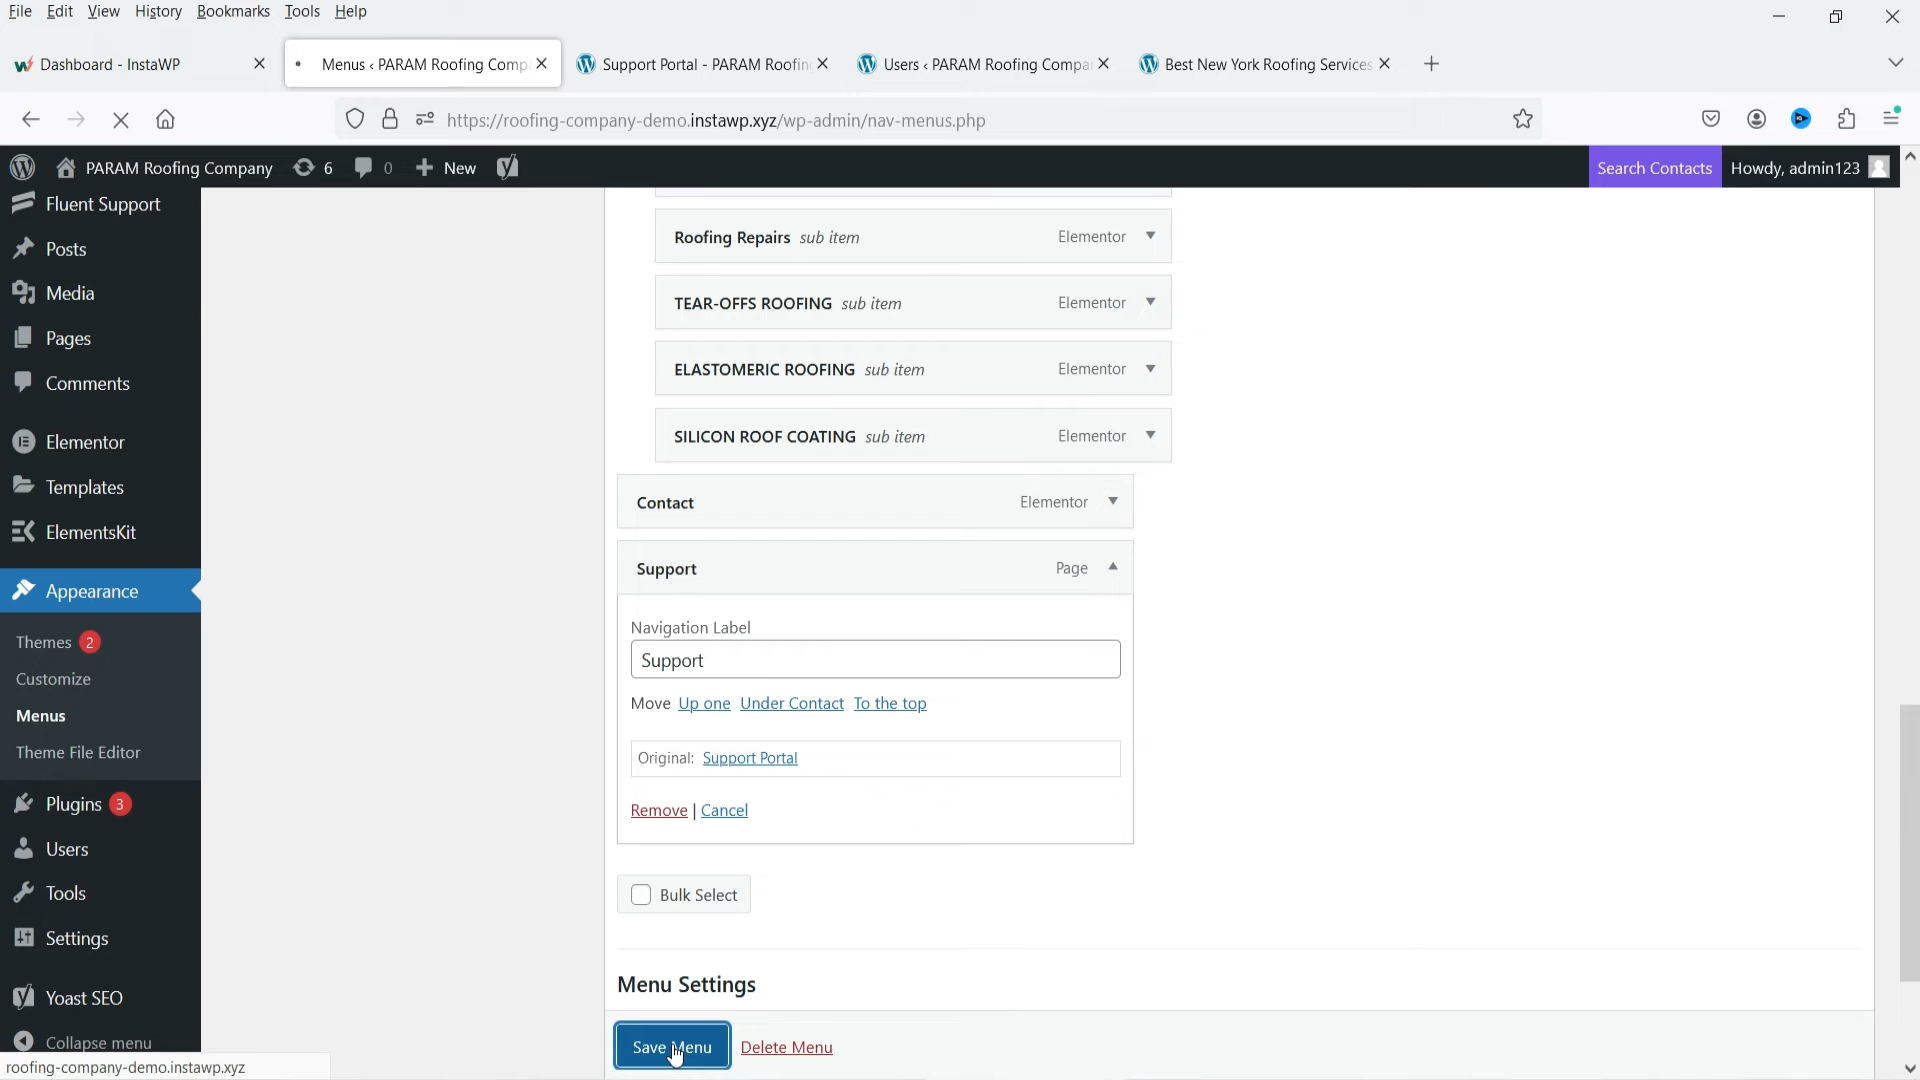 File Edit View History Bookmarks Tools Help
Dashboard - InstaWP
Menus ‹ PARAM Roofing Comp
Support Portal - PARAM Roofin
Users ‹ PARAM Roofing Compa
Best New York Roofing Services
https://roofing-company-demo.instawp.xyz/wp-admin/nav-menus.php
PARAM Roofing Company 6 0 New Search Contacts Howdy, admin123
Fluent Support
Posts
Media
Pages
Comments
Elementor
Templates
ElementsKit
Appearance
Themes 2
Customize
Menus
Theme File Editor
Plugins 3
Users
Tools
Settings
Yoast SEO
Collapse menu
roofing-company-demo.instawp.xyz
Roofing Repairs sub item Elementor
TEAR-OFFS ROOFING sub item Elementor
ELASTOMERIC ROOFING sub item Elementor
SILICON ROOF COATING sub item Elementor
Contact Elementor
Support Page
Navigation Label
Support
Move Up one Under Contact To the top
Original: Support Portal
Remove | Cancel
Bulk Select
Menu Settings
Save Menu Delete Menu